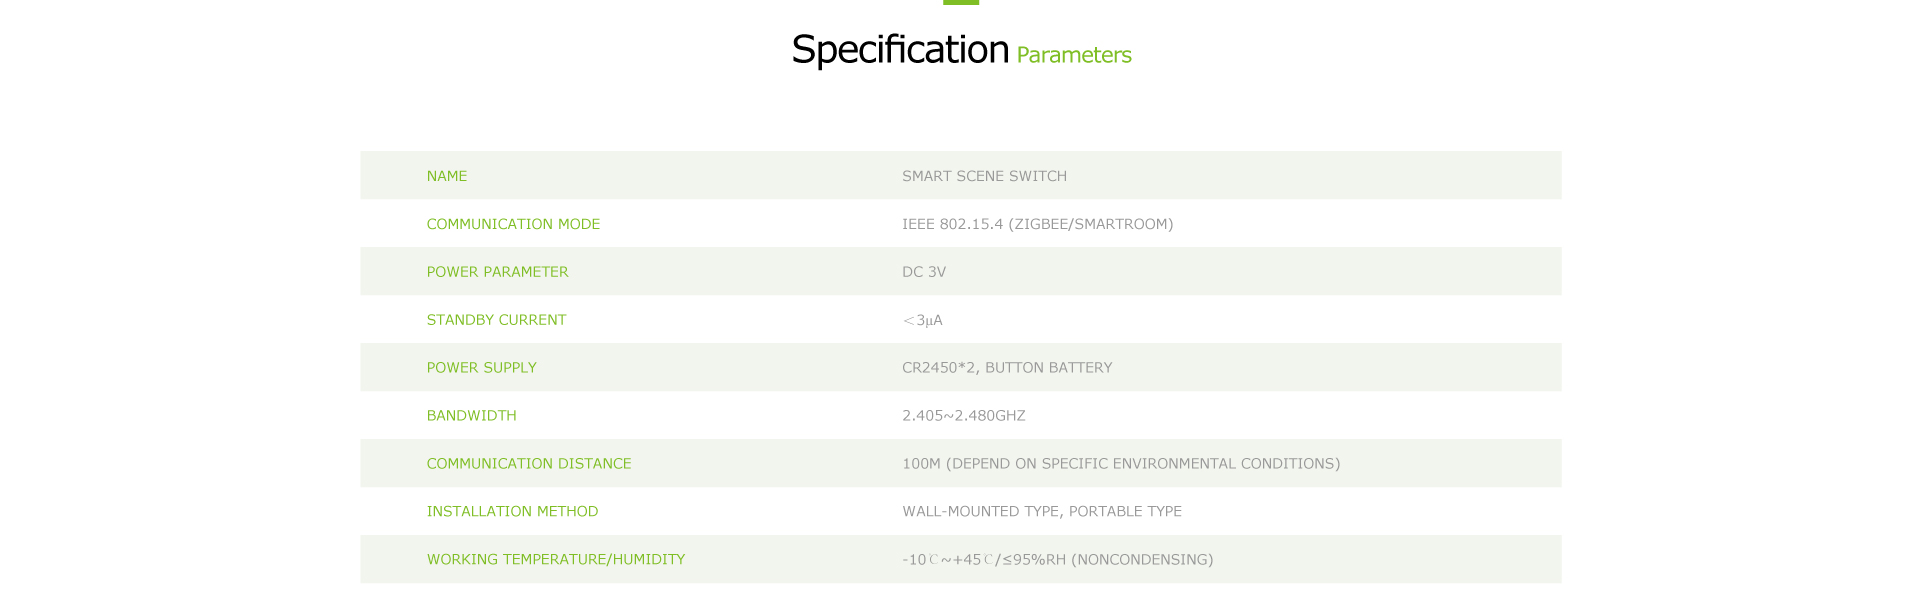 Specification Parameters
NAME SMART SCENE SWITCH
COMMUNICATION MODE IEEE 802.15.4 (ZIGBEE/SMARTROOM)
POWER PARAMETER DC 3V
STANDBY CURRENT ＜3μA
POWER SUPPLY CR2450*2, BUTTON BATTERY
BANDWIDTH 2.405~2.480GHZ
COMMUNICATION DISTANCE 100M (DEPEND ON SPECIFIC ENVIRONMENTAL CONDITIONS)
INSTALLATION METHOD WALL-MOUNTED TYPE, PORTABLE TYPE
WORKING TEMPERATURE/HUMIDITY -10℃~+45℃/≤95%RH (NONCONDENSING)